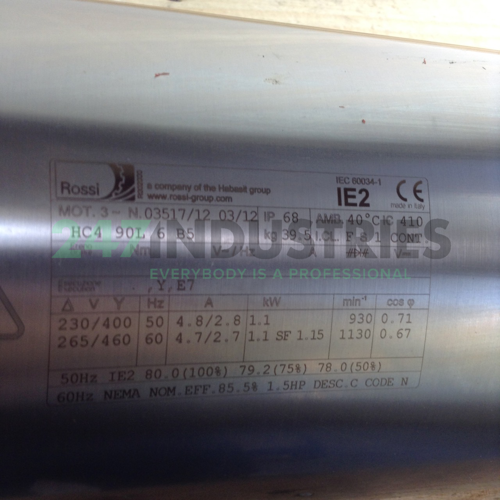 Rossi
a company of the Habasit group
www.rossi-group.com
IEC 60034-1
IE2 CE
made in Italy
MOT. 3~ N.03517/12 03/12 IP 68 AMB.40°C IC 410
HC4 90L/6 B5 kg 39.5 I.CL. F S1 CONT
Nm V~/Hz A #N# V~
,Y,E7
Δ V Y Hz A kW min-1 cos φ
230/400 50 4.8/2.8 1.1 930 0.71
265/460 60 4.7/2.7 1.1 SF 1.15 1130 0.67
50Hz IE2 80.0(100%) 79.2(75%) 78.0(50%)
60Hz NEMA NOM.EFF.85.5% 1.5HP DESC.C CODE N
247INDUSTRIES
EVERYBODY IS A PROFESSIONAL